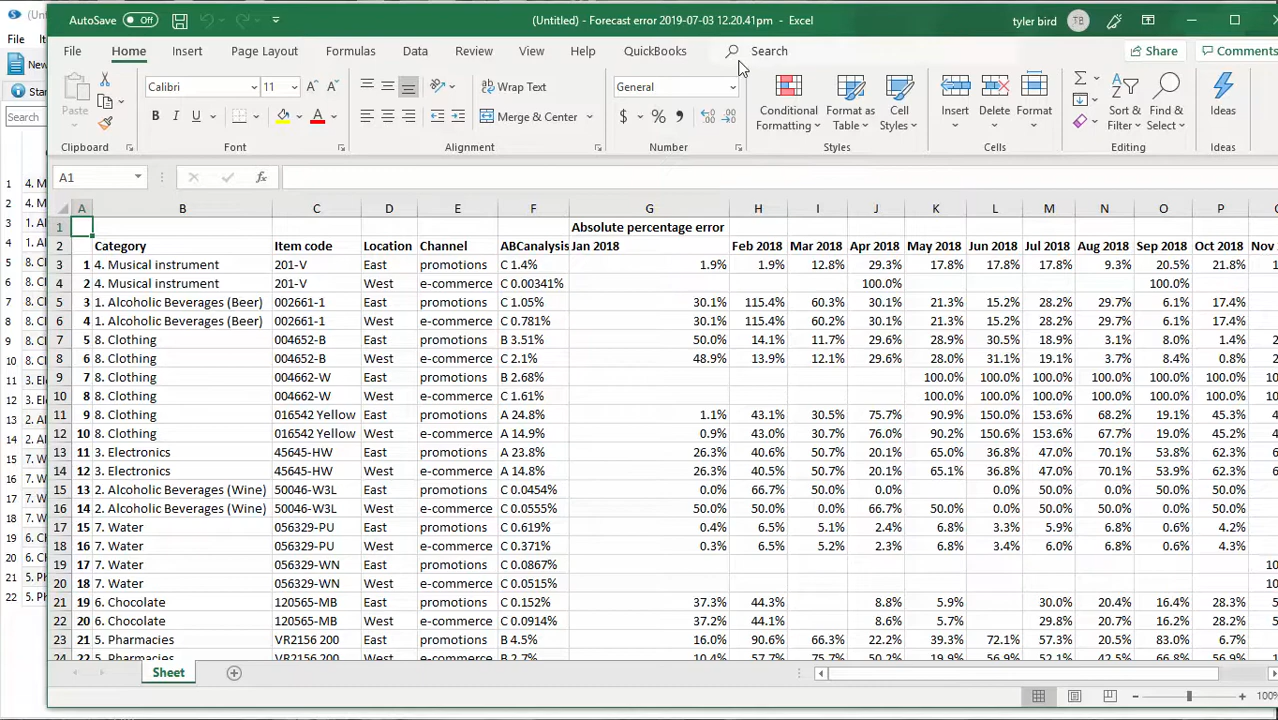 (Unt
AutoSave Off (Untitled) - Forecast error 2019-07-03 12.20.41pm - Excel tyler bird TB
File File Home Insert Page Layout Formulas Data Review View Help QuickBooks Search Share Comments
New Calibri 11 Wrap Text General
Star Paste B I U Merge & Center $ % Conditional Formatting Format as Table Cell Styles Insert Delete Format Sort & Filter Find & Select Ideas
Search Clipboard Font Alignment Number Styles Cells Editing Ideas
A1 fx
A B C D E F G H I J K L M N O P
1 Absolute percentage error
2 Category Item code Location Channel ABCanalysis Jan 2018 Feb 2018 Mar 2018 Apr 2018 May 2018 Jun 2018 Jul 2018 Aug 2018 Sep 2018 Oct 2018 Nov
3 1 4. Musical instrument 201-V East promotions C 1.4% 1.9% 1.9% 12.8% 29.3% 17.8% 17.8% 17.8% 9.3% 20.5% 21.8%
4 2 4. Musical instrument 201-V West e-commerce C 0.00341% 100.0% 100.0%
5 3 1. Alcoholic Beverages (Beer) 002661-1 East promotions C 1.05% 30.1% 115.4% 60.3% 30.1% 21.3% 15.2% 28.2% 29.7% 6.1% 17.4%
6 4 1. Alcoholic Beverages (Beer) 002661-1 West e-commerce C 0.781% 30.1% 115.4% 60.2% 30.1% 21.3% 15.2% 28.2% 29.7% 6.1% 17.4%
7 5 8. Clothing 004652-B East promotions B 3.51% 50.0% 14.1% 11.7% 29.6% 28.9% 30.5% 18.9% 3.1% 8.0% 1.4%
8 6 8. Clothing 004652-B West e-commerce C 2.1% 48.9% 13.9% 12.1% 29.6% 28.0% 31.1% 19.1% 3.7% 8.4% 0.8%
9 7 8. Clothing 004662-W East promotions B 2.68% 100.0% 100.0% 100.0% 100.0% 100.0% 100.0%
10 8 8. Clothing 004662-W West e-commerce C 1.61% 100.0% 100.0% 100.0% 100.0% 100.0% 100.0%
11 9 8. Clothing 016542 Yellow East promotions A 24.8% 1.1% 43.1% 30.5% 75.7% 90.9% 150.0% 153.6% 68.2% 19.1% 45.3%
12 10 8. Clothing 016542 Yellow West e-commerce A 14.9% 0.9% 43.0% 30.7% 76.0% 90.2% 150.6% 153.6% 67.7% 19.0% 45.2%
13 11 3. Electronics 45645-HW East promotions A 23.8% 26.3% 40.6% 50.7% 20.1% 65.0% 36.8% 47.0% 70.1% 53.8% 62.3%
14 12 3. Electronics 45645-HW West e-commerce A 14.8% 26.3% 40.5% 50.7% 20.1% 65.1% 36.8% 47.0% 70.1% 53.8% 62.3%
15 13 2. Alcoholic Beverages (Wine) 50046-W3L East promotions C 0.0454% 0.0% 66.7% 50.0% 0.0% 0.0% 50.0% 0.0% 50.0% 50.0%
16 14 2. Alcoholic Beverages (Wine) 50046-W3L West e-commerce C 0.0555% 50.0% 50.0% 0.0% 66.7% 50.0% 0.0% 50.0% 0.0% 50.0% 50.0%
17 15 7. Water 056329-PU East promotions C 0.619% 0.4% 6.5% 5.1% 2.4% 6.8% 3.3% 5.9% 6.8% 0.6% 4.2%
18 16 7. Water 056329-PU West e-commerce C 0.371% 0.3% 6.5% 5.2% 2.3% 6.8% 3.4% 6.0% 6.8% 0.6% 4.3%
19 17 7. Water 056329-WN East promotions C 0.0867% 10
20 18 7. Water 056329-WN West e-commerce C 0.0515% 10
21 19 6. Chocolate 120565-MB East promotions C 0.152% 37.3% 44.3% 8.8% 5.9% 30.0% 20.4% 16.4% 28.3%
22 20 6. Chocolate 120565-MB West e-commerce C 0.0914% 37.2% 44.1% 8.6% 5.7% 29.8% 20.7% 16.2% 28.2%
23 21 5. Pharmacies VR2156 200 East promotions B 4.5% 16.0% 90.6% 66.3% 22.2% 39.3% 72.1% 57.3% 20.5% 83.0% 6.7%
24 22 5. Pharmacies VR2156 200 West e-commerce B 2.7% 10.4% 57.7% 75.7% 50.2% 19.9% 56.9% 52.1% 42.5% 66.8% 56.9%
Sheet
100%